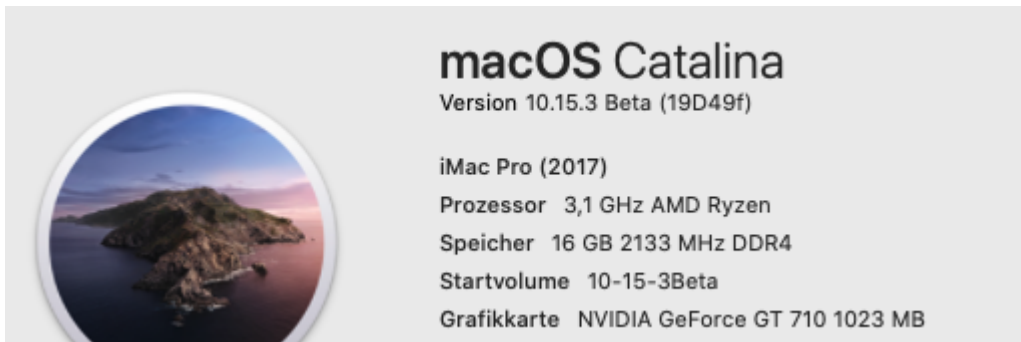 macOS Catalina
Version 10.15.3 Beta (19D49f)
iMac Pro (2017)
Prozessor 3,1 GHz AMD Ryzen
Speicher 16 GB 2133 MHz DDR4
Startvolume 10-15-3Beta
Grafikkarte NVIDIA GeForce GT 710 1023 MB